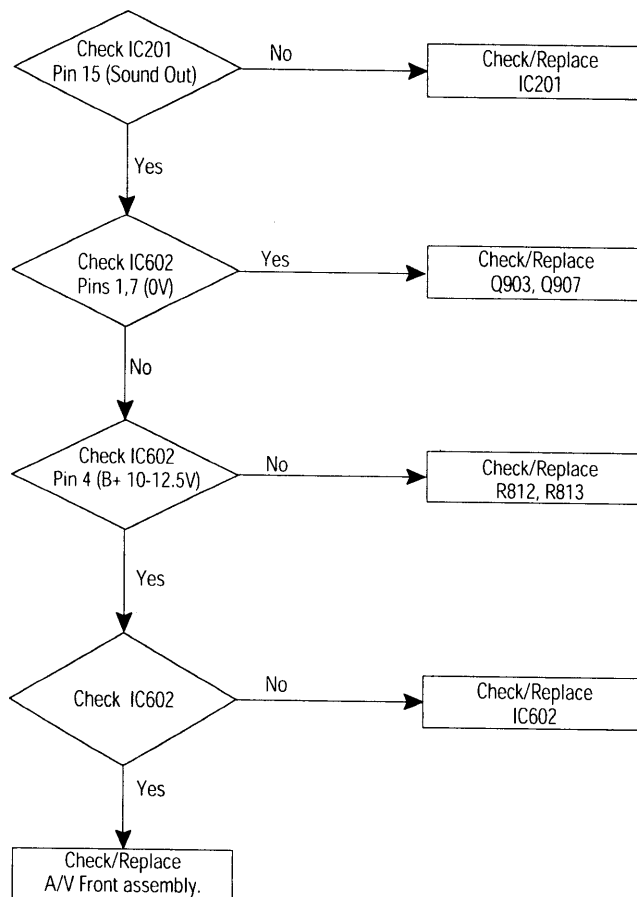 Check IC201
Pin 15 (Sound Out)
No
Check/Replace
IC201
Yes
Check IC602
Pins 1,7 (0V)
Yes
Check/Replace
Q903, Q907
No
Check IC602
Pin 4 (B+ 10-12.5V)
No
Check/Replace
R812, R813
Yes
Check IC602
No
Check/Replace
IC602
Yes
Check/Replace
A/V Front assembly.